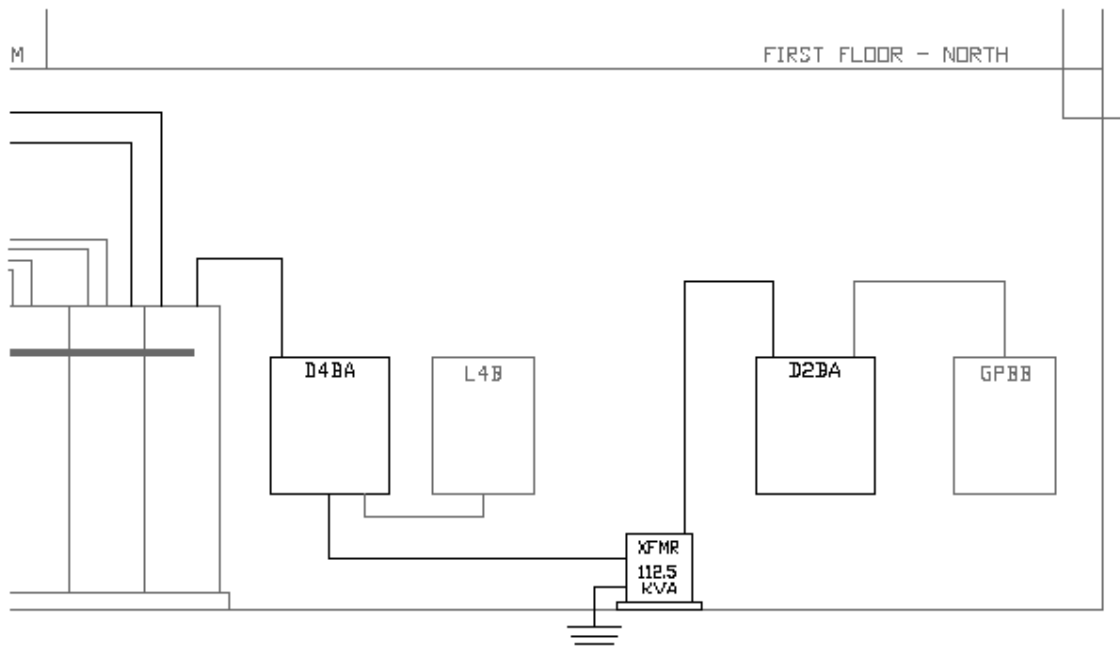 M
FIRST FLOOR - NORTH
D4BA
L4B
D2BA
GPBB
XFMR
112.5
KVA